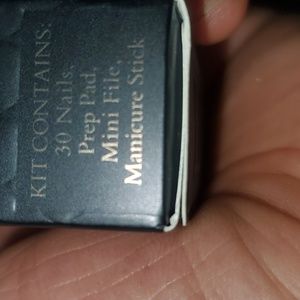 KIT CONTAINS:
30 Nails,
Prep Pad,
Mini File,
Manicure Stick